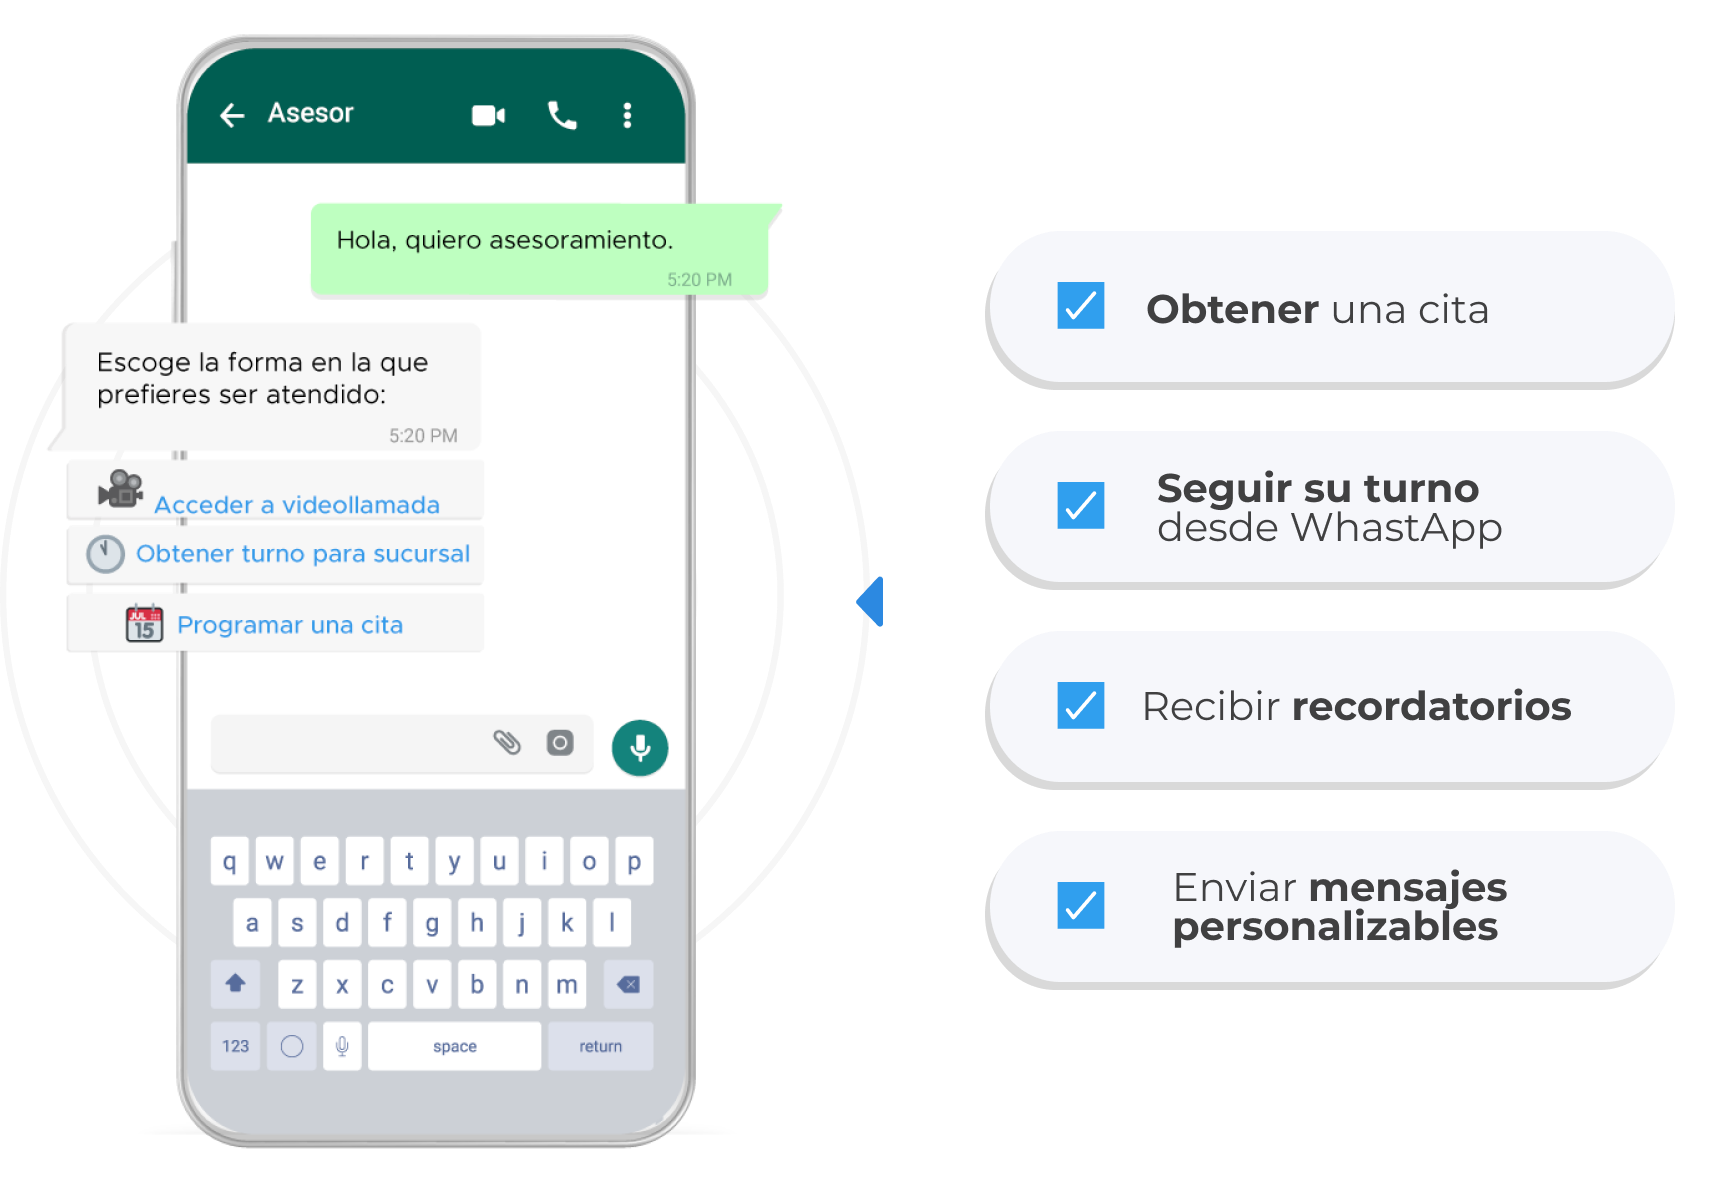 Asesor
Hola, quiero asesoramiento.
5:20 PM
Escoge la forma en la que
prefieres ser atendido:
5:20 PM
Acceder a videollamada
Obtener turno para sucursal
JUL
15
Programar una cita
q w e r t y u i o p
a s d f g h j k l
z x c v b n m
123 space return
Obtener una cita
Seguir su turno
desde WhastApp
Recibir recordatorios
Enviar mensajes
personalizables